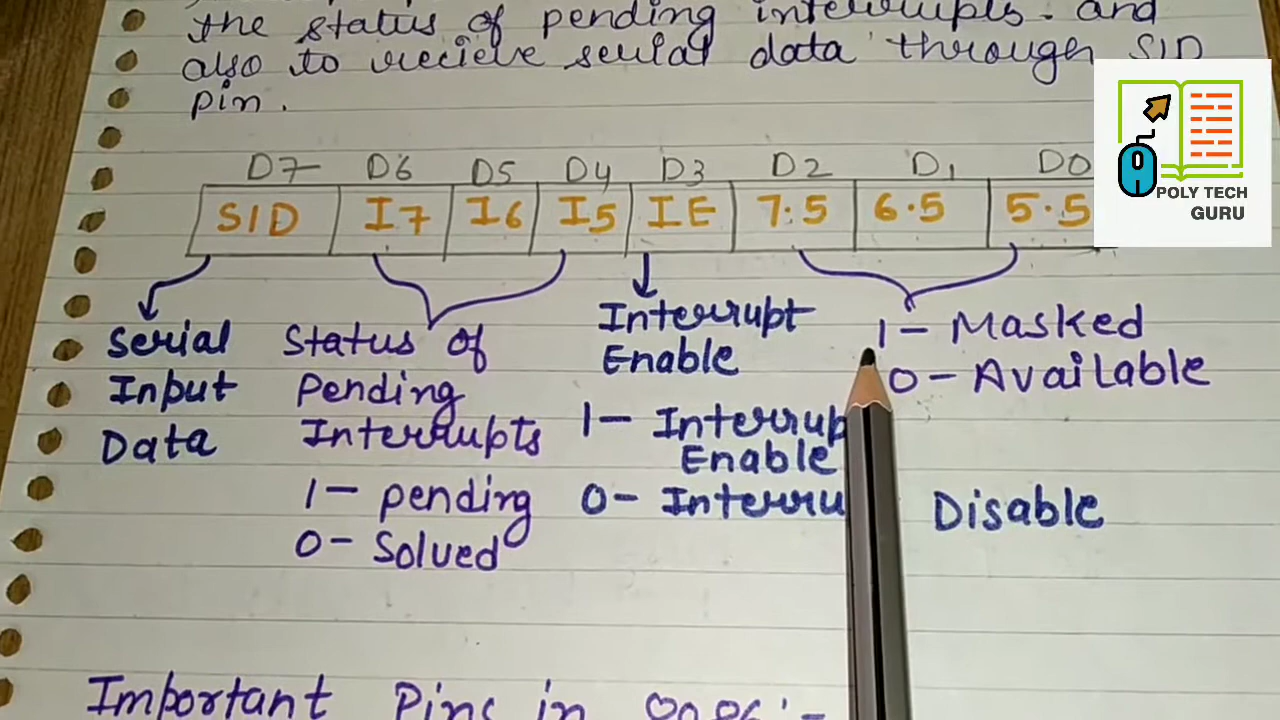 the status of pending interrupts. and
also to recieve serial data through SID
pin.
D7 D6 D5 D4 D3 D2 D1 D0
SID I7 I6 I5 IE 7.5 6.5 5.5
Serial
Input
Data
Status of
Pending
Interrupts
1- pending
0- Solved
Interrupt
Enable
1- Interrup
Enable
0- Interru Disable
1- Masked
0- Available
Important Pins in
POLY TECH
GURU